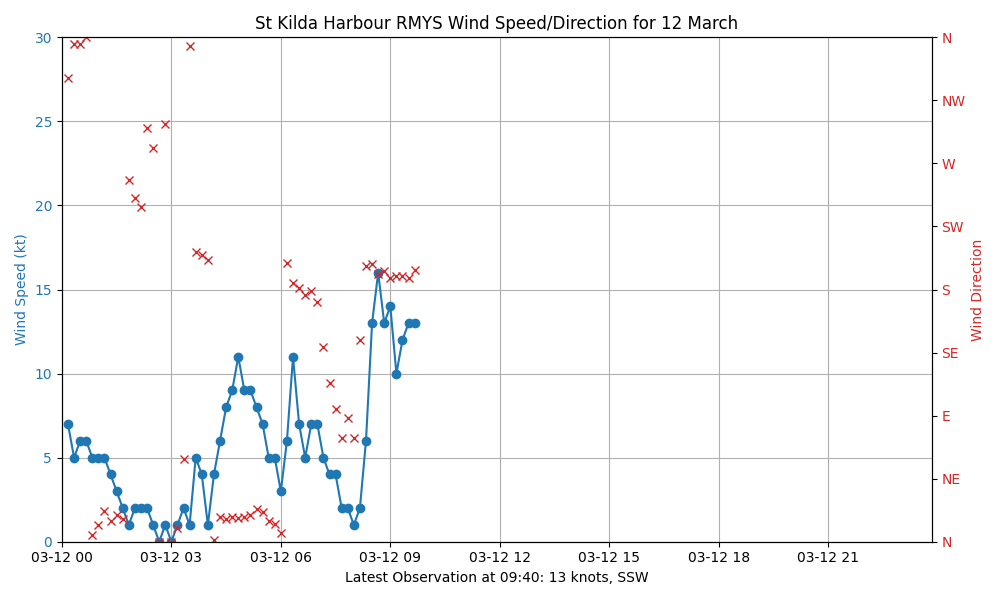 St Kilda Harbour RMYS Wind Speed/Direction for 12 March
Wind Speed (kt)
30
25
20
15
10
5
0
N
NW
W
SW
S
SE
E
NE
N
Wind Direction
03-12 00
03-12 03
03-12 06
03-12 09
03-12 12
03-12 15
03-12 18
03-12 21
Latest Observation at 09:40: 13 knots, SSW